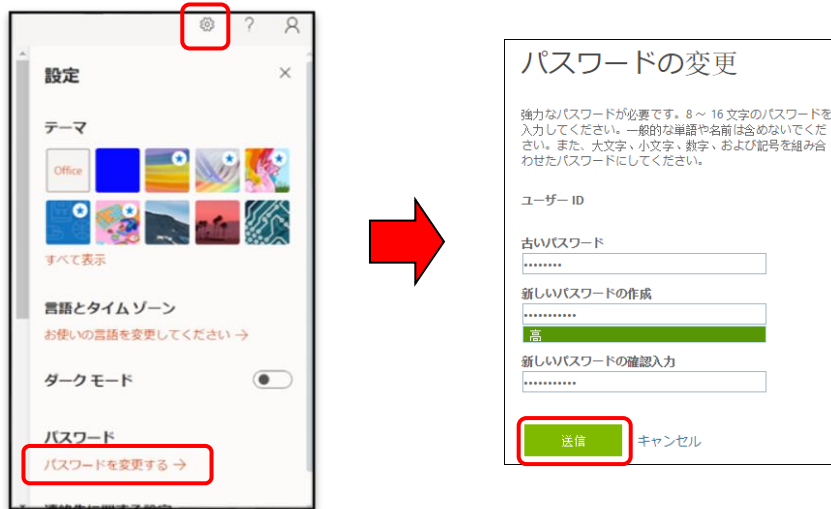 ?
設定
×
テーマ
Office
すべて表示
言語とタイム ゾーン
お使いの言語を変更してください →
ダーク モード
パスワード
パスワードを変更する →
パスワードの変更
強力なパスワードが必要です。8～ 16 文字のパスワードを
入力してください。一般的な単語や名前は含めないでくだ
さい。また、大文字、小文字、数字、および記号を組み合
わせたパスワードにしてください。
ユーザー ID
古いパスワード
••••••••
新しいパスワードの作成
•••••••••••
高
新しいパスワードの確認入力
•••••••••••
送信
キャンセル